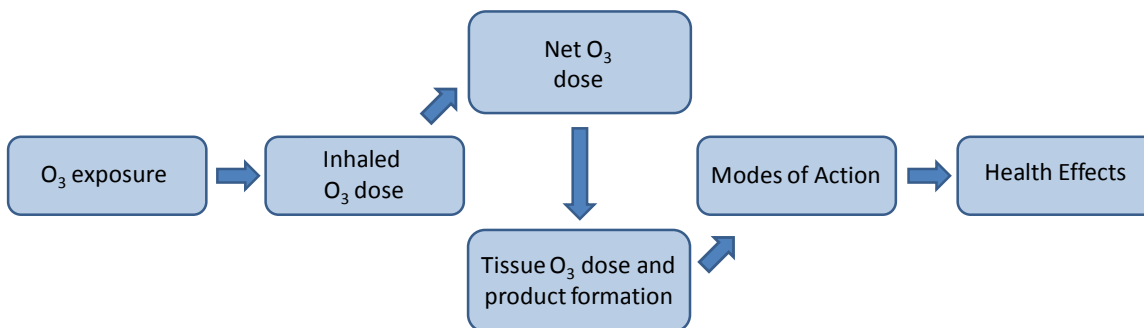 O₃ exposure
Inhaled
O₃ dose
Net O₃
dose
Tissue O₃ dose and
product formation
Modes of Action
Health Effects